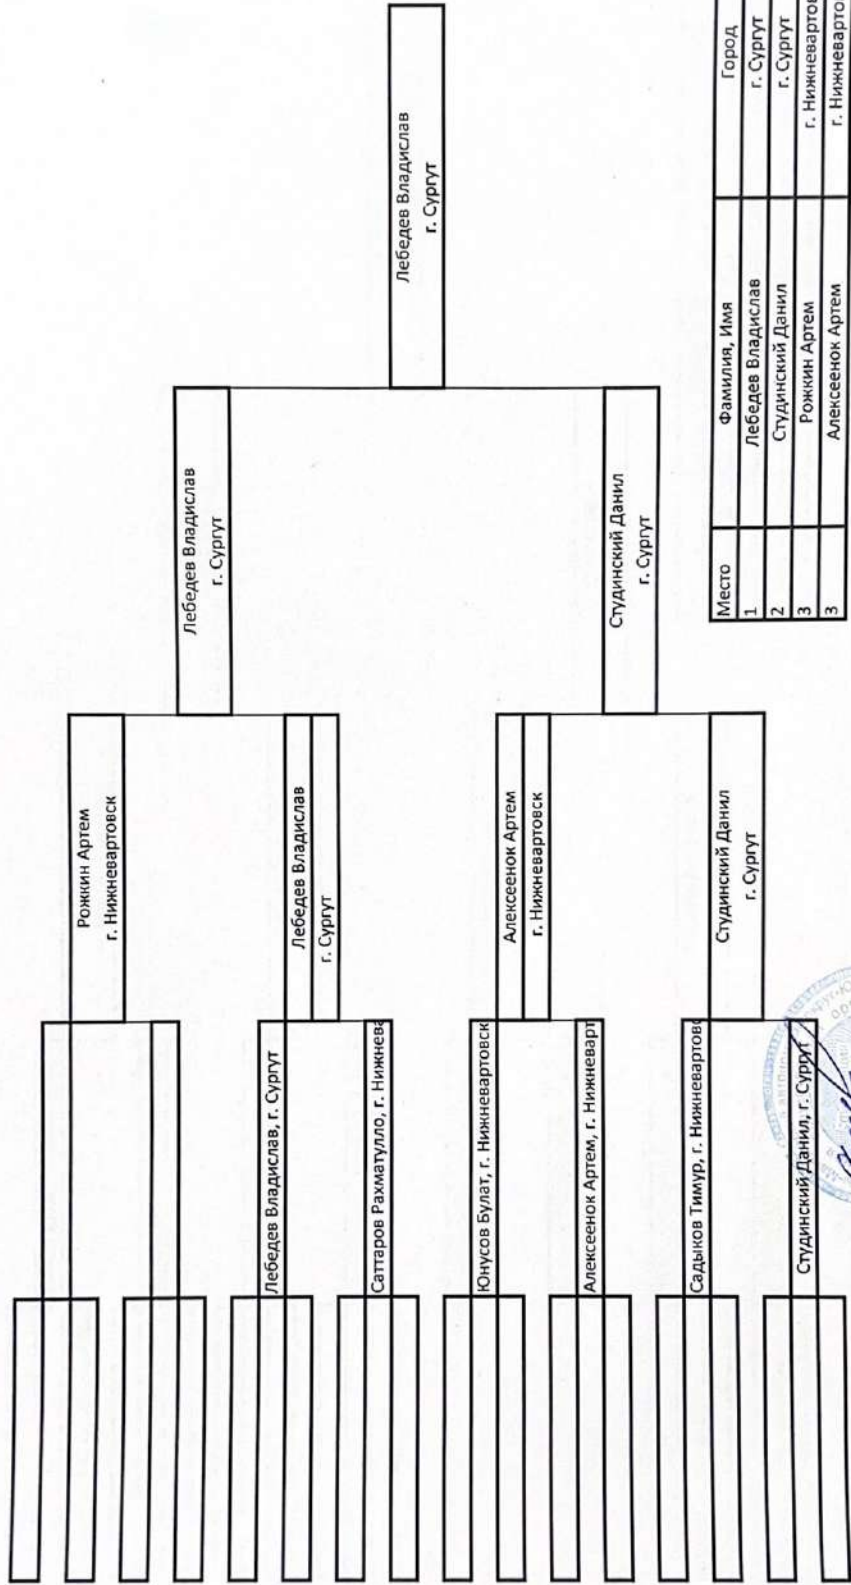 Лебедев Владислав, г. Сургут
Саттаров Рахматулло, г. Нижнева
Юнусов Булат, г. Нижневартовск
Алексеенок Артем, г. Нижневарт
Садыков Тимур, г. Нижневартовс
Студинский Данил, г. Сургут
Рожкин Артем
г. Нижневартовск
Лебедев Владислав
г. Сургут
Алексеенок Артем
г. Нижневартовск
Студинский Данил
г. Сургут
Лебедев Владислав
г. Сургут
Студинский Данил
г. Сургут
Лебедев Владислав
г. Сургут
Место Фамилия, Имя Город
1 Лебедев Владислав г. Сургут
2 Студинский Данил г. Сургут
3 Рожкин Артем г. Нижневартов
3 Алексеенок Артем г. Нижневартов